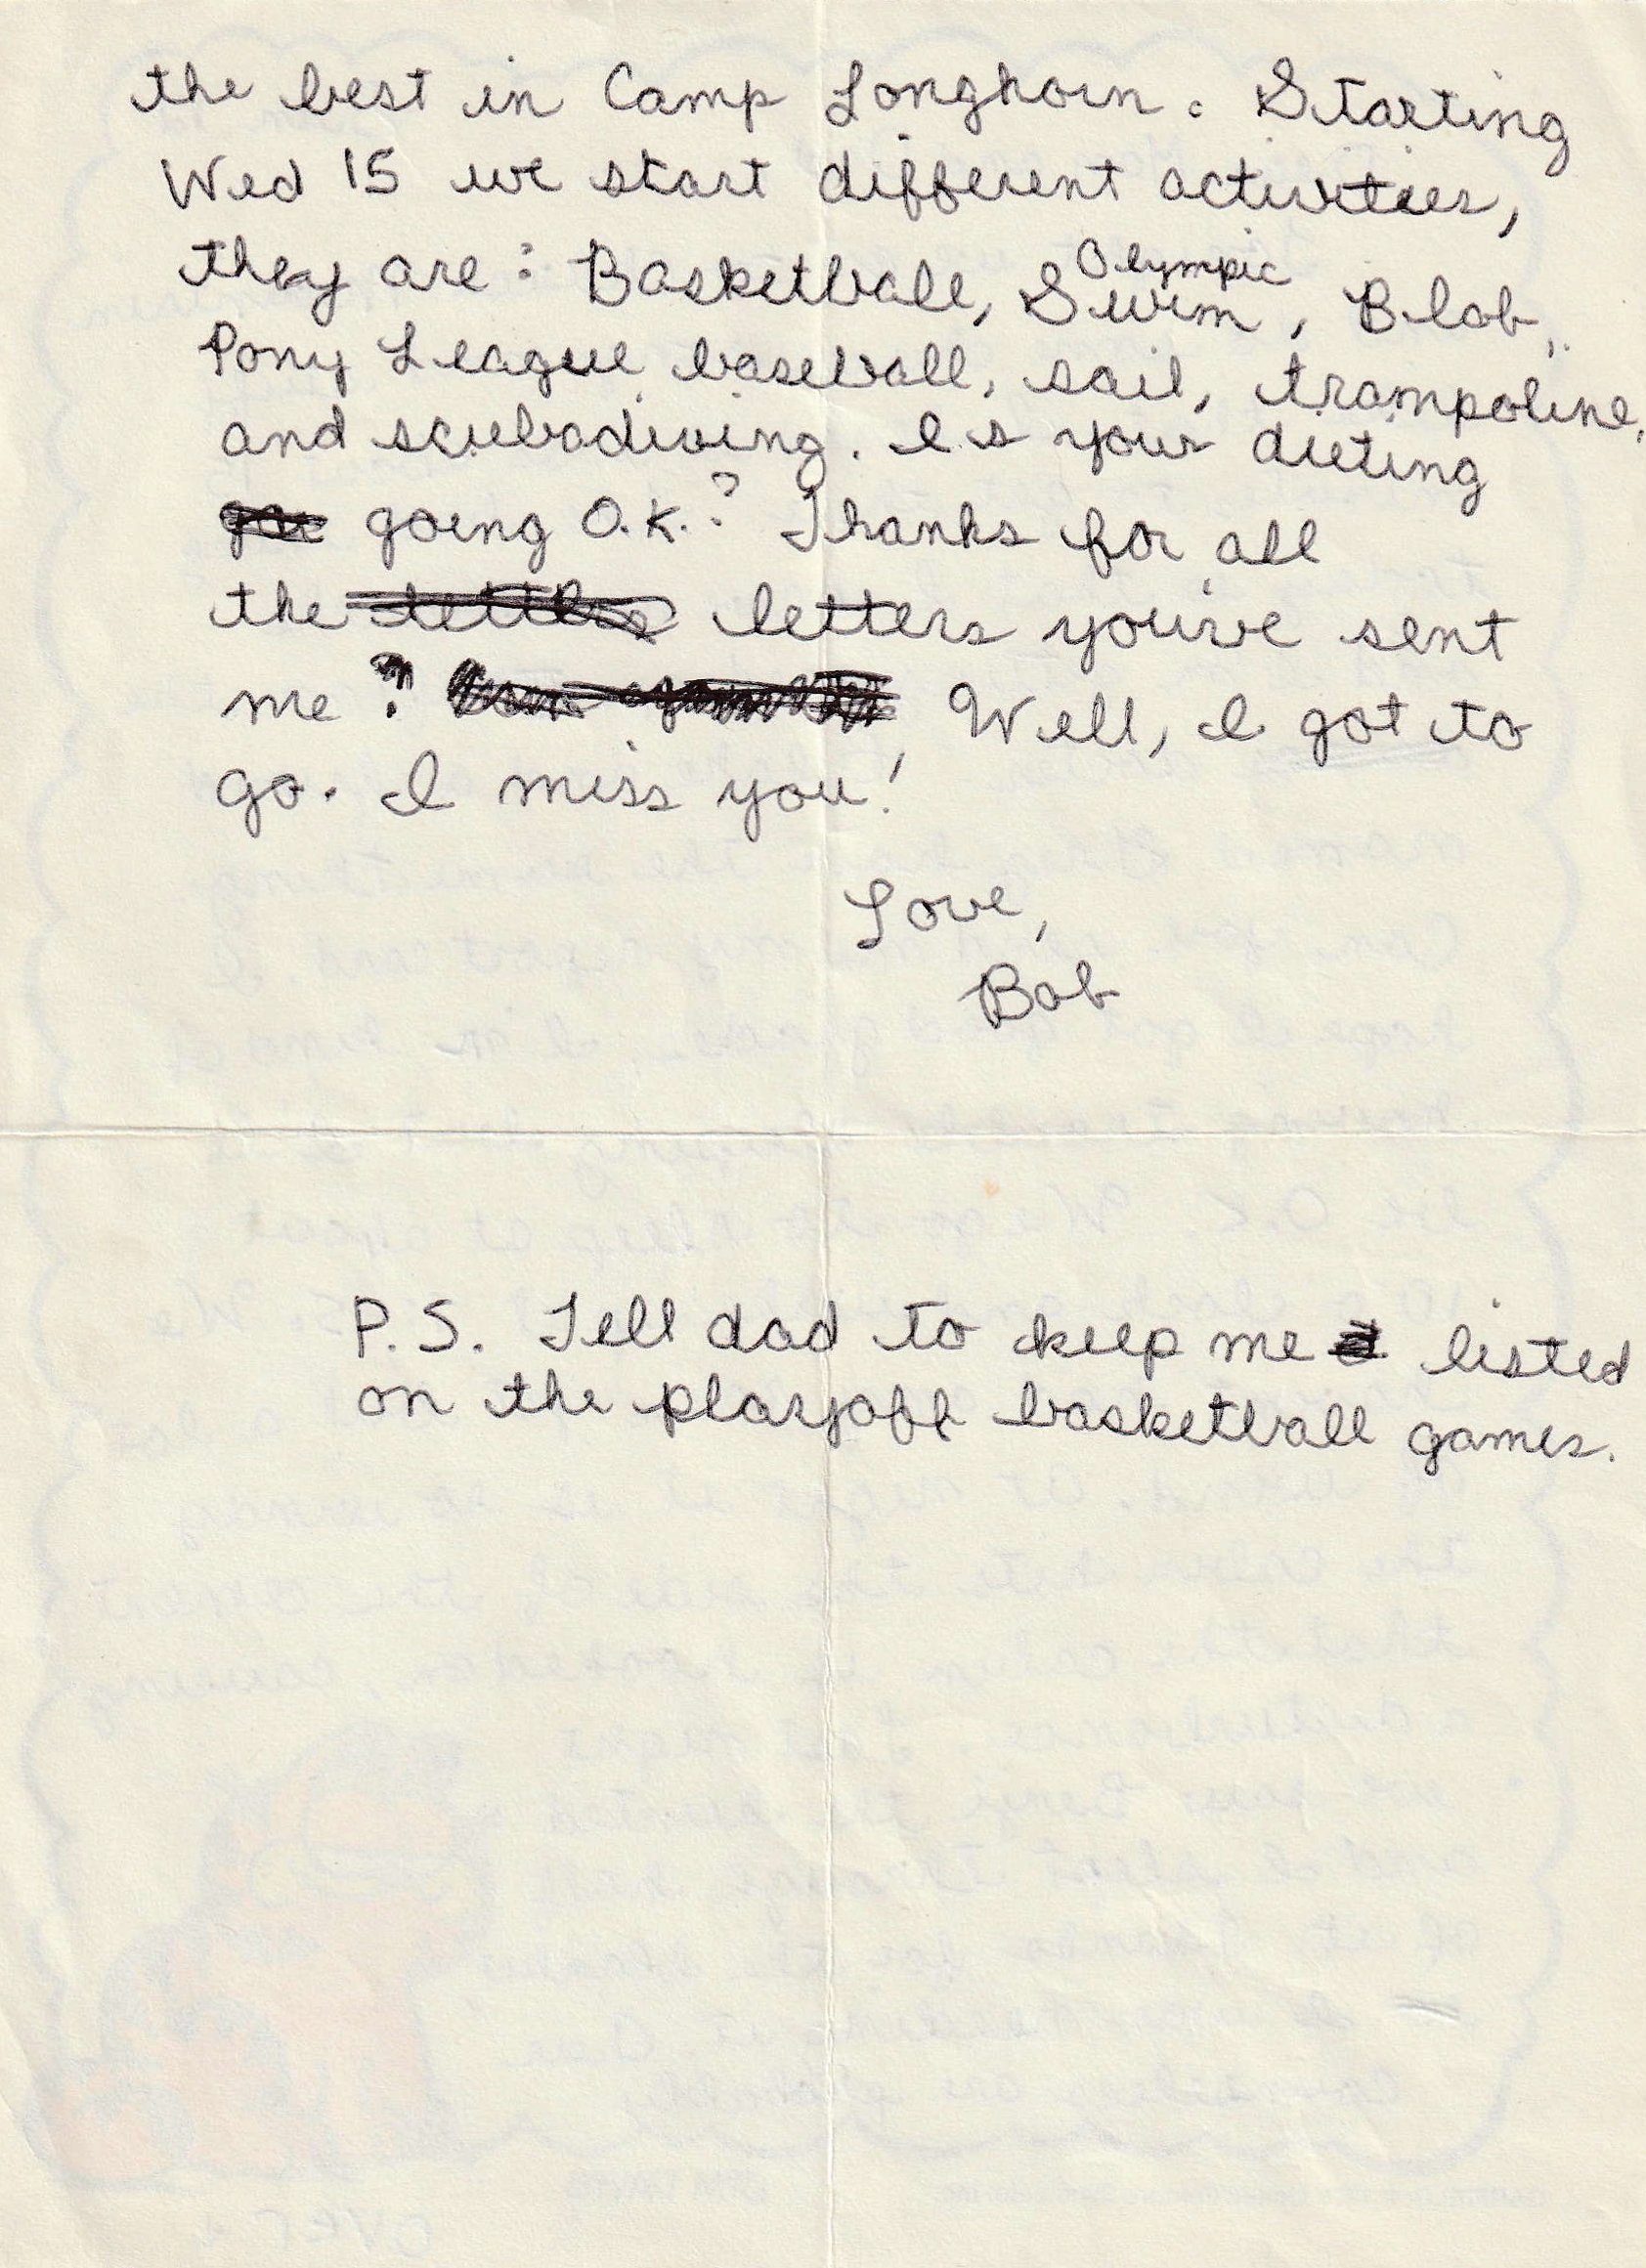 the best in Camp Longhorn. Starting
Wed 15 we start different activities,
they are: Basketball, Olympic Swim, Blob,
Pony League baseball, sail, trampoline,
and scubadiving. Is your dieting
going O.K.? Thanks for all
the letters you've sent
me. Well, I got to
go. I miss you!
Love,
Bob
P.S. Tell dad to keep me listed
on the playoff basketball games.